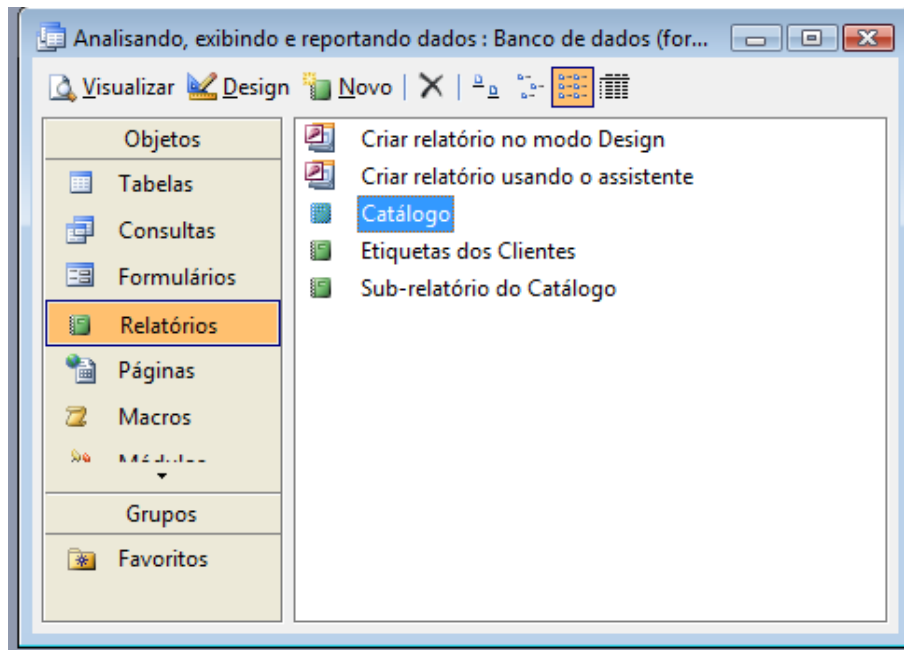 Analisando, exibindo e reportando dados : Banco de dados (for...
Visualizar Design Novo
Objetos
Tabelas
Consultas
Formulários
Relatórios
Páginas
Macros
Módulos
Grupos
Favoritos
Criar relatório no modo Design
Criar relatório usando o assistente
Catálogo
Etiquetas dos Clientes
Sub-relatório do Catálogo